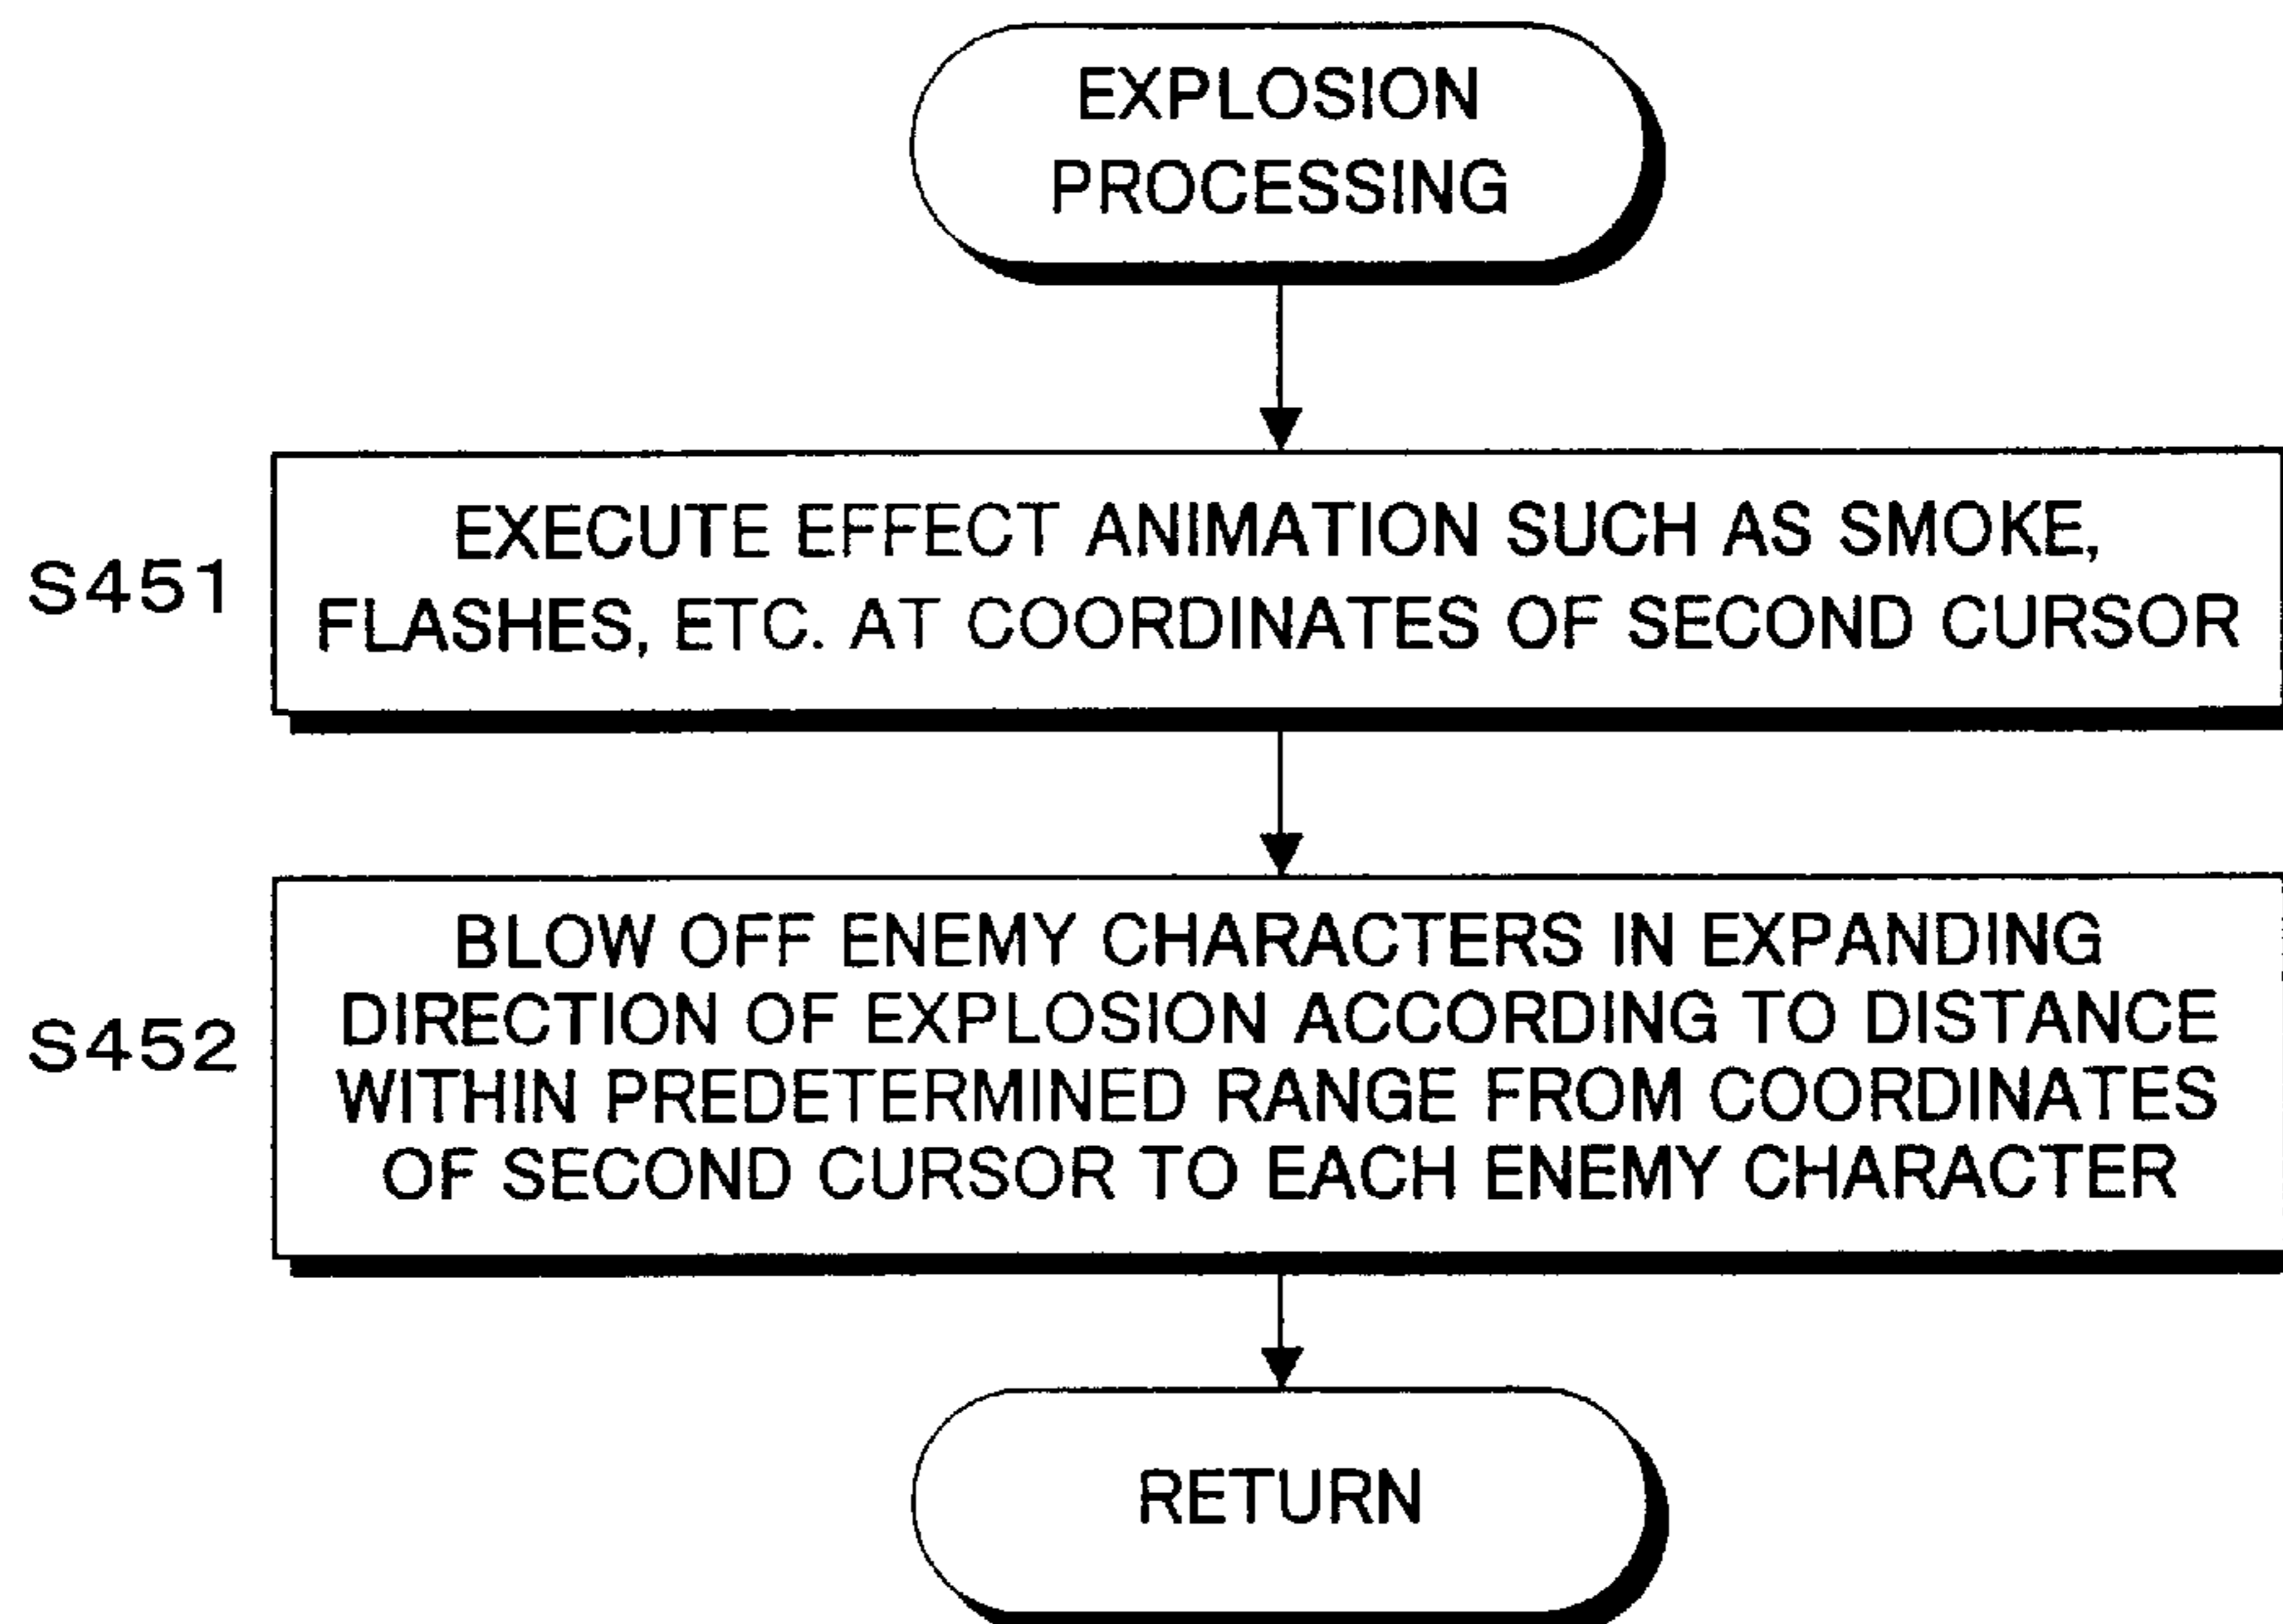 EXPLOSION
PROCESSING
S451
EXECUTE EFFECT ANIMATION SUCH AS SMOKE,
FLASHES, ETC. AT COORDINATES OF SECOND CURSOR
S452
BLOW OFF ENEMY CHARACTERS IN EXPANDING
DIRECTION OF EXPLOSION ACCORDING TO DISTANCE
WITHIN PREDETERMINED RANGE FROM COORDINATES
OF SECOND CURSOR TO EACH ENEMY CHARACTER
RETURN